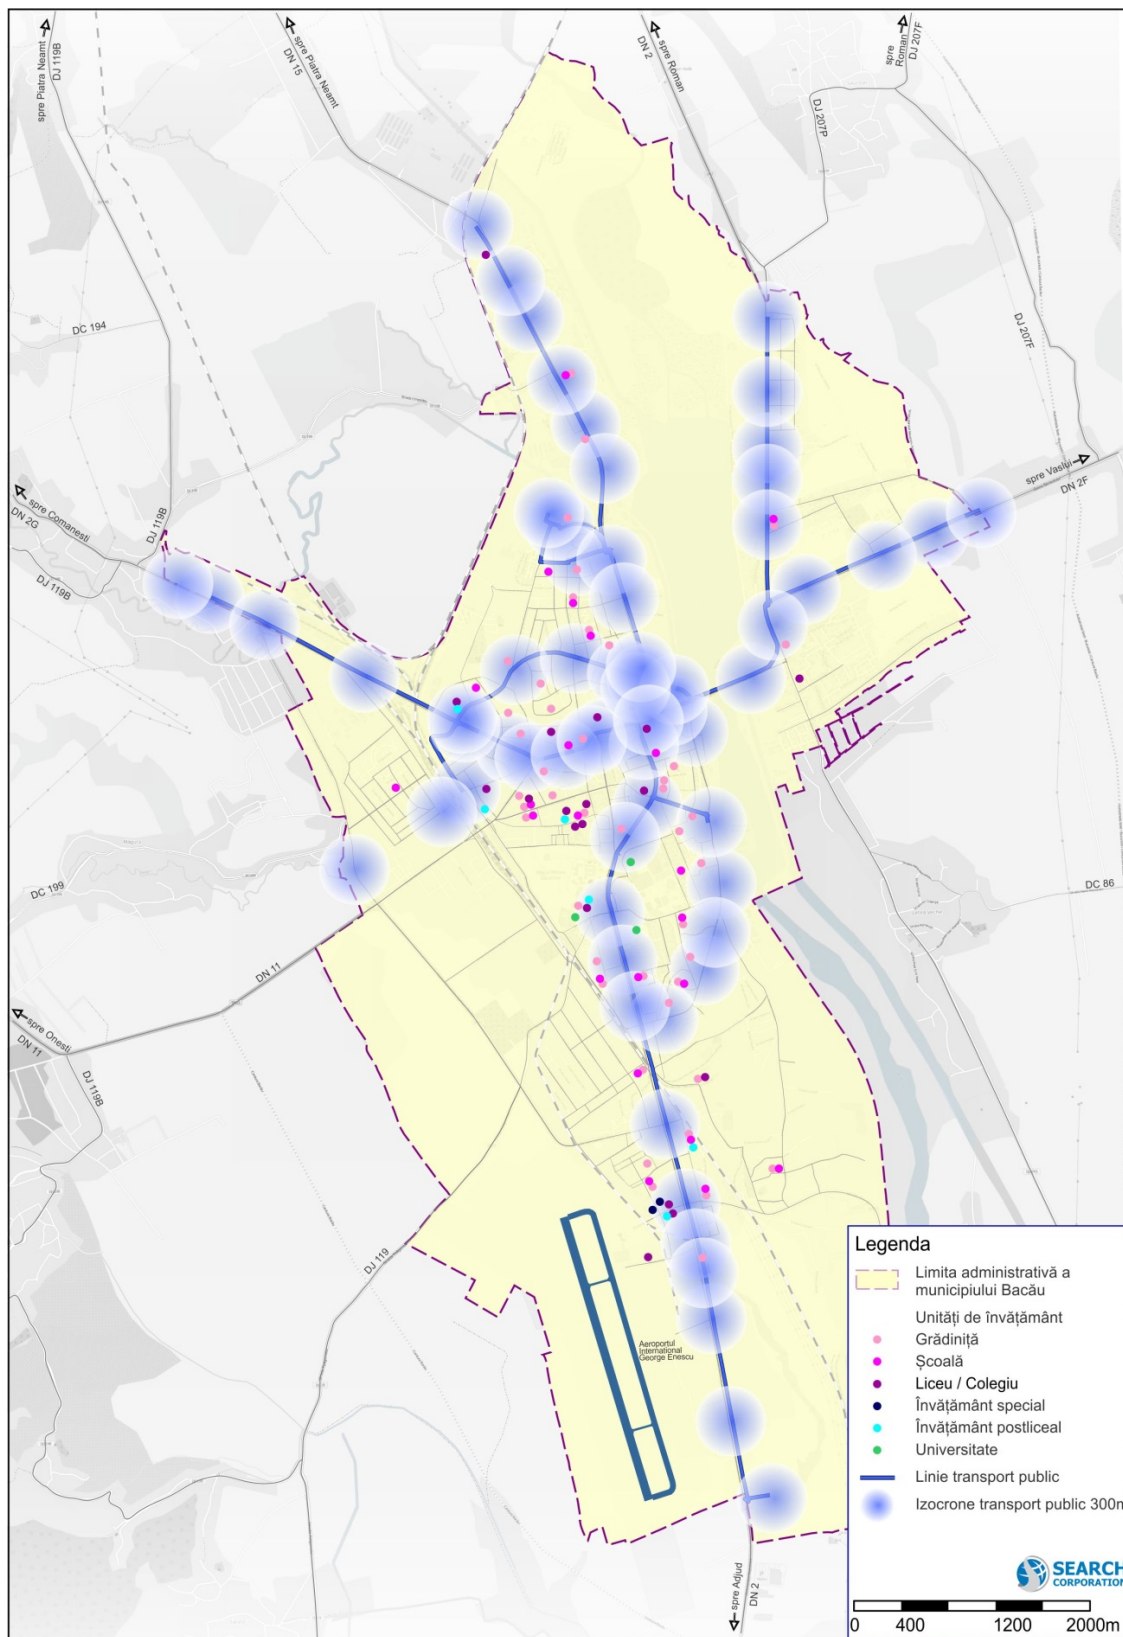 spre Piatra Neamt
DJ 119B
spre Piatra Neamt
DN 15
spre Roman
DN 2
spre
Roman
DJ 207F
DJ 207P
DC 194
DJ 207F
spre Vaslui
DN 2F
spre Comanesti
DN 2G
DJ 119B
DJ 119B
DC 199
DC 86
DN 11
spre Onesti
DN 11
DJ 119B
DJ 119
Aeroportul
International
George Enescu
spre Adjud
DN 2
Legenda
Limita administrativă a
municipiului Bacău
Unități de învățământ
Grădiniță
Școală
Liceu / Colegiu
Învățământ special
Învățământ postliceal
Universitate
Linie transport public
Izocrone transport public 300m
SEARCH
CORPORATION
0 400 1200 2000m